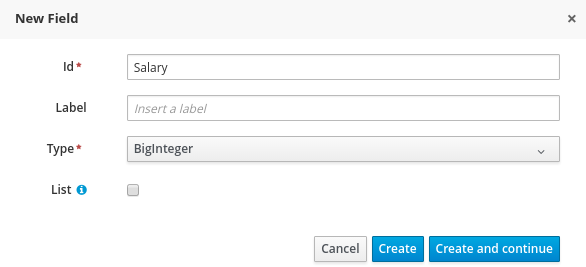 New Field ×
Id* Salary
Label Insert a label
Type* BigInteger
List
Cancel Create Create and continue